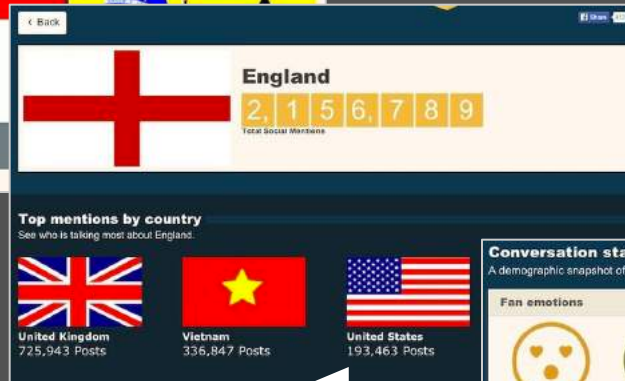 ‹ Back
Share
England
2,156,789
Total Social Mentions
Top mentions by country
See who is talking most about England.
United Kingdom
725,943 Posts
Vietnam
336,847 Posts
United States
193,463 Posts
Conversation sta
A demographic snapshot of
Fan emotions